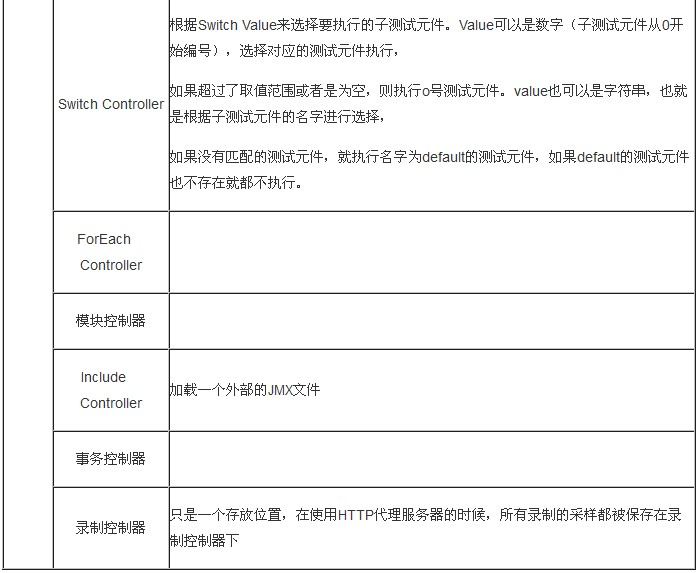 根据Switch Value来选择要执行的子测试元件。Value可以是数字（子测试元件从0开
始编号），选择对应的测试元件执行，
如果超过了取值范围或者是为空，则执行o号测试元件。value也可以是字符串，也就
是根据子测试元件的名字进行选择，
Switch Controller
如果没有匹配的测试元件，就执行名字为default的测试元件，如果default的测试元件
也不存在就都不执行。
ForEach
Controller
模块控制器
Include
Controller
加载一个外部的JMX文件
事务控制器
录制控制器
只是一个存放位置，在使用HTTP代理服务器的时候，所有录制的采样都被保存在录
制控制器下